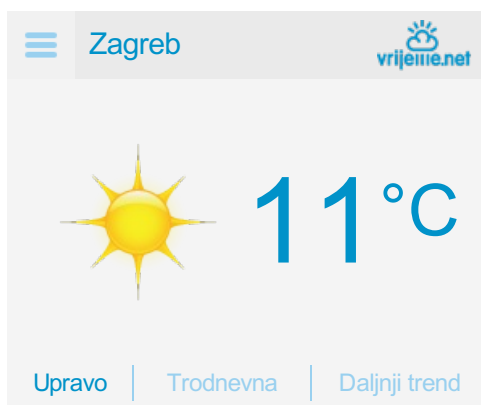 Zagreb
vrijeme.net
11°C
Upravo
Trodnevna
Daljnji trend